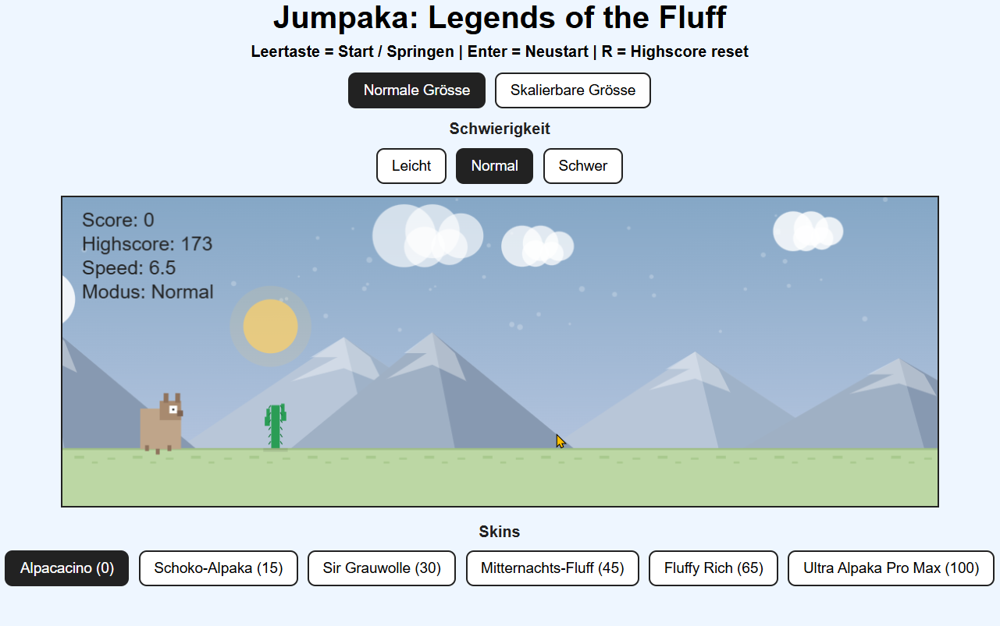 Jumpaka: Legends of the Fluff
Leertaste = Start / Springen | Enter = Neustart | R = Highscore reset
Normale Grösse Skalierbare Grösse
Schwierigkeit
Leicht Normal Schwer
Score: 0
Highscore: 173
Speed: 6.5
Modus: Normal
Skins
Alpacacino (0) Schoko-Alpaka (15) Sir Grauwolle (30) Mitternachts-Fluff (45) Fluffy Rich (65) Ultra Alpaka Pro Max (100)